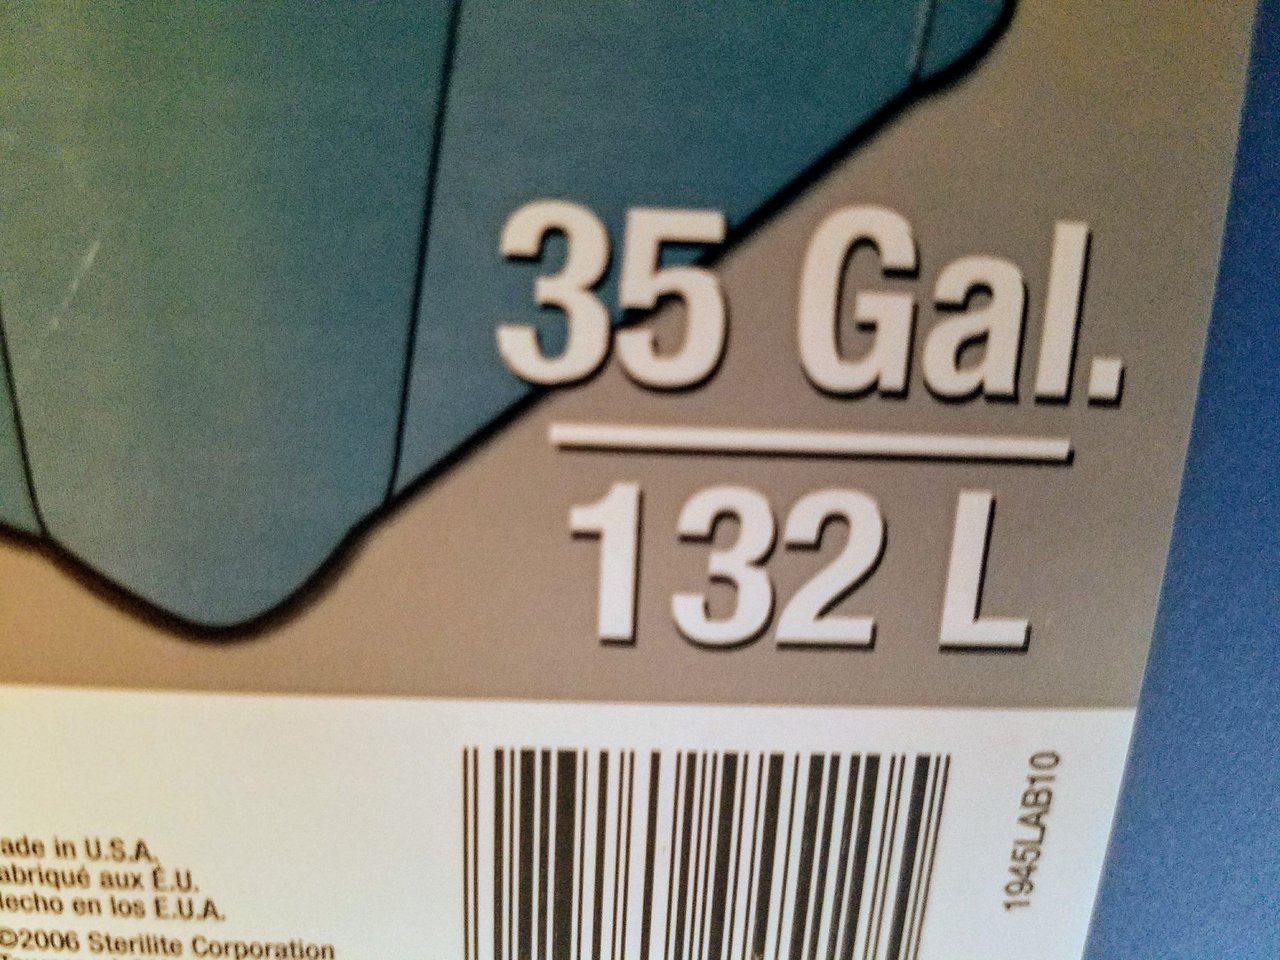 35 Gal.
132 L
1945LAB10
ade in U.S.A.
abriqué aux É.U.
echo en los E.U.A.
©2006 Sterilite Corporation